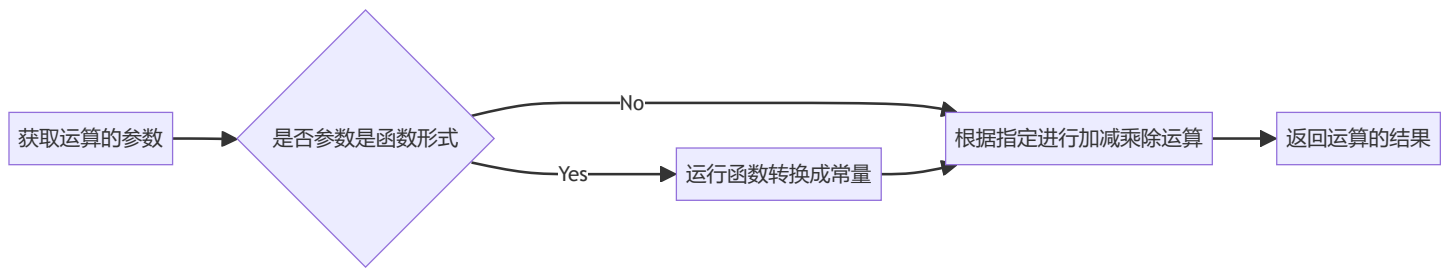 获取运算的参数
是否参数是函数形式
No
Yes
运行函数转换成常量
根据指定进行加减乘除运算
返回运算的结果